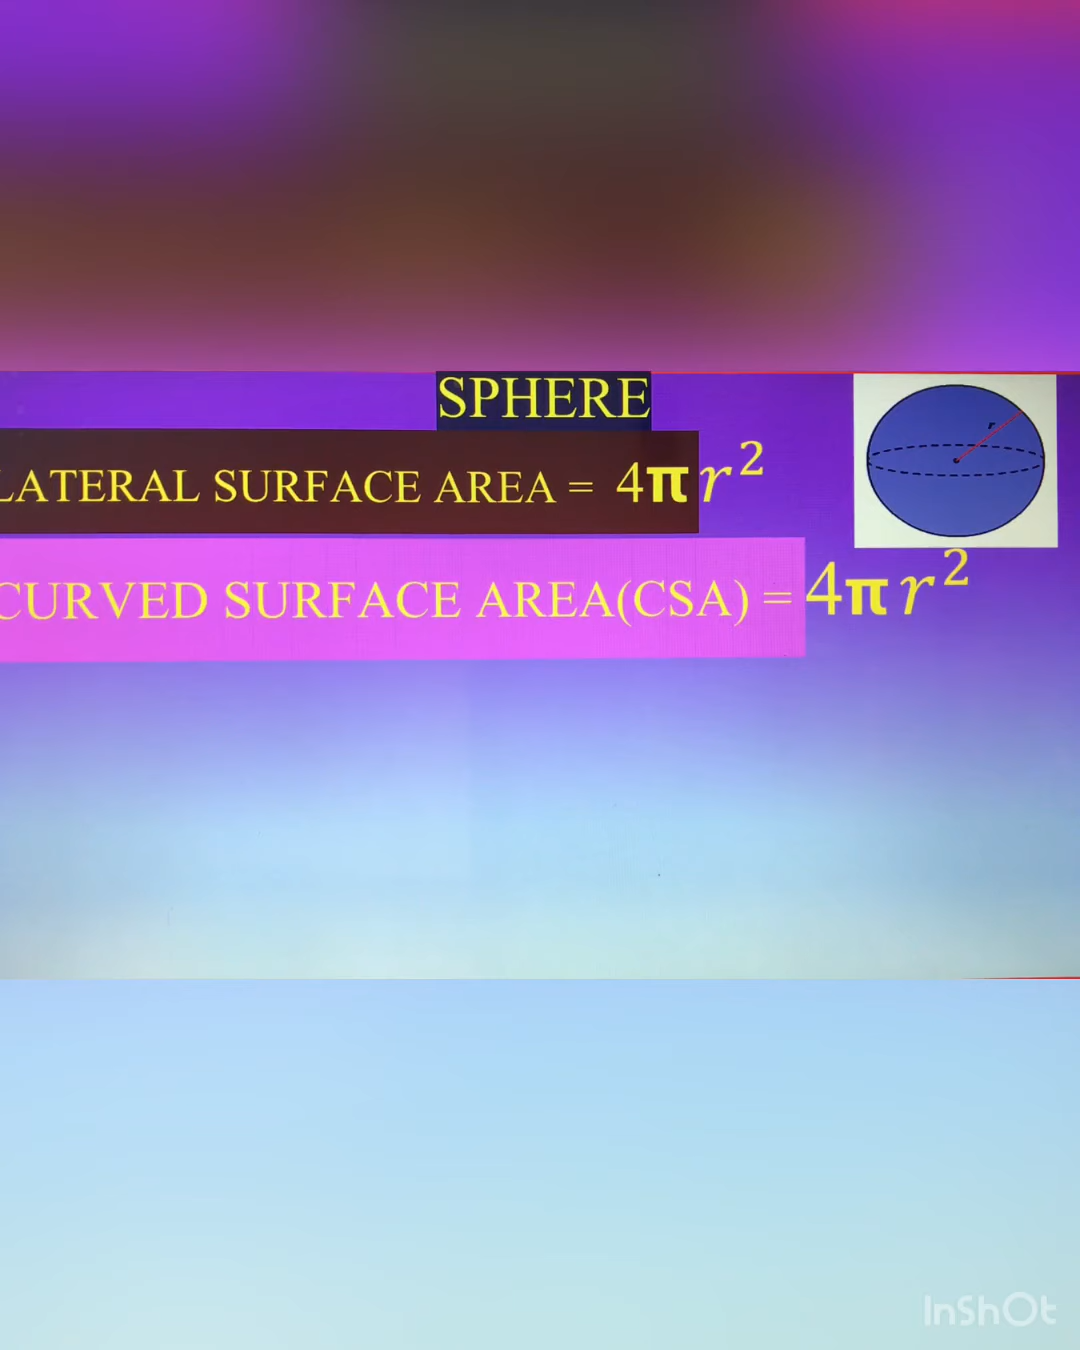 SPHERE
r
LATERAL SURFACE AREA = 4πr²
CURVED SURFACE AREA(CSA) = 4πr²
InShOt